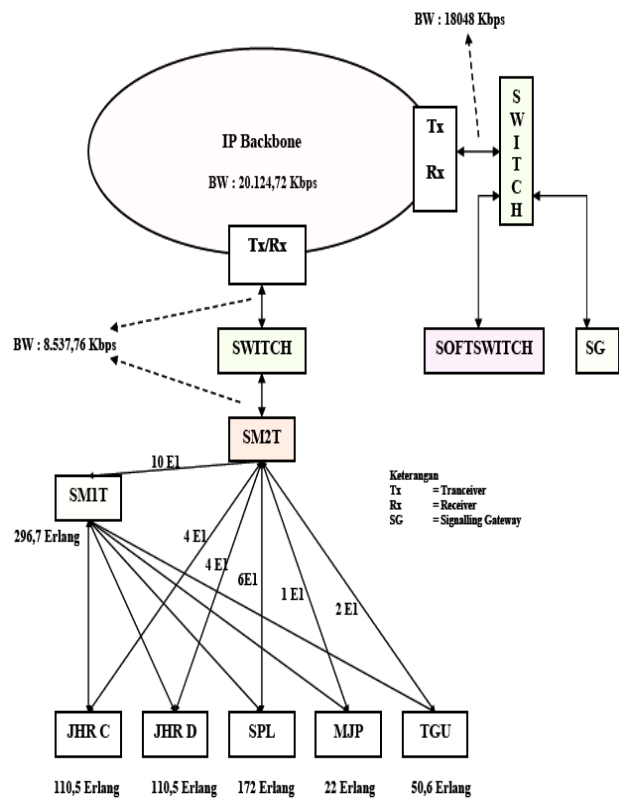 BW : 18048 Kbps
S
W
I
T
C
H
Tx
Rx
IP Backbone
BW : 20.124,72 Kbps
Tx/Rx
BW : 8.537,76 Kbps
SWITCH
SOFTSWITCH
SG
SM2T
10 E1
SM1T
296,7 Erlang
Keterangan
Tx = Tranceiver
Rx = Receiver
SG = Signalling Gateway
4 E1
4 E1
6E1
1 E1
2 E1
JHR C
JHR D
SPL
MJP
TGU
110,5 Erlang
110,5 Erlang
172 Erlang
22 Erlang
50,6 Erlang